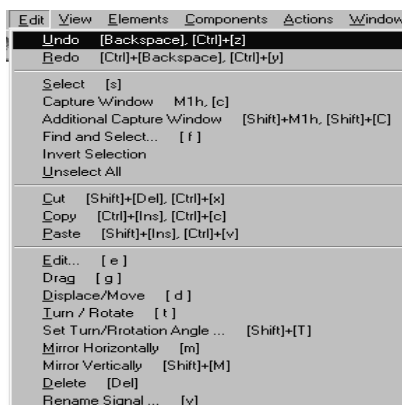 Edit View Elements Components Actions Window
Undo [Backspace], [Ctrl]+[z]
Redo [Ctrl]+[Backspace], [Ctrl]+[y]
Select [s]
Capture Window M1h, [c]
Additional Capture Window [Shift]+M1h, [Shift]+[C]
Find and Select... [ f ]
Invert Selection
Unselect All
Cut [Shift]+[Del], [Ctrl]+[x]
Copy [Ctrl]+[Ins], [Ctrl]+[c]
Paste [Shift]+[Ins], [Ctrl]+[v]
Edit... [ e ]
Drag [ g ]
Displace/Move [ d ]
Turn / Rotate [ t ]
Set Turn/Rrotation Angle ... [Shift]+[T]
Mirror Horizontally [m]
Mirror Vertically [Shift]+[M]
Delete [Del]
Rename Signal ... [v]